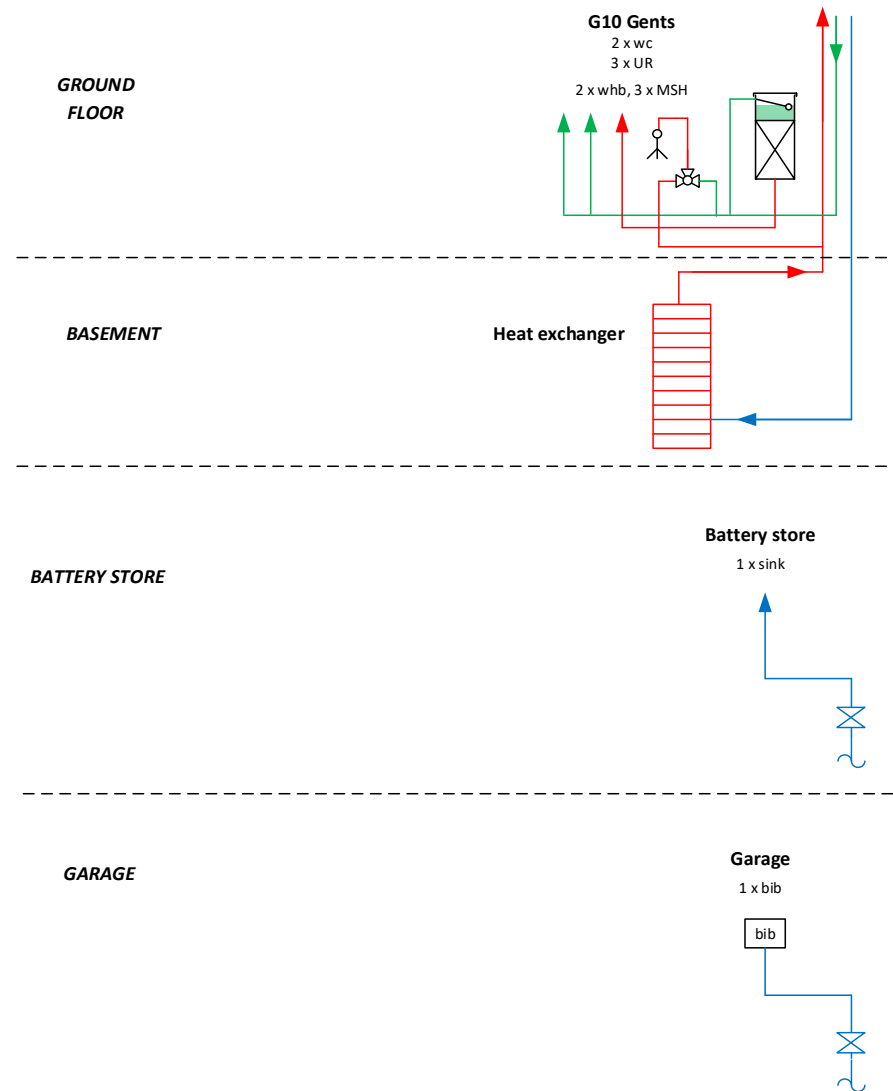 G10 Gents
2 x wc
3 x UR
2 x whb, 3 x MSH
GROUND
FLOOR
BASEMENT
Heat exchanger
Battery store
1 x sink
BATTERY STORE
Garage
1 x bib
GARAGE
bib